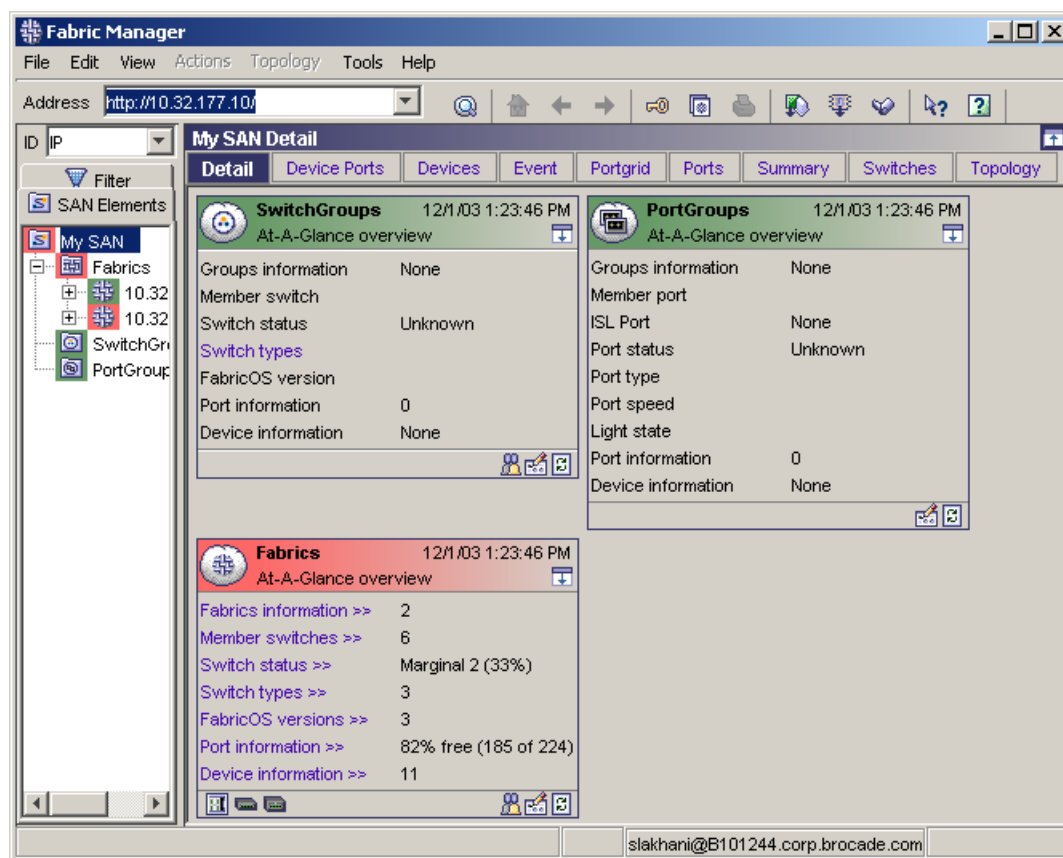 Fabric Manager
File Edit View Actions Topology Tools Help
Address http://10.32.177.10/
ID IP
Filter
SAN Elements
My SAN
Fabrics
10.32
10.32
SwitchGr
PortGroup
My SAN Detail
Detail Device Ports Devices Event Portgrid Ports Summary Switches Topology
SwitchGroups 12/1/03 1:23:46 PM
At-A-Glance overview
Groups information None
Member switch
Switch status Unknown
Switch types
FabricOS version
Port information 0
Device information None
PortGroups 12/1/03 1:23:46 PM
At-A-Glance overview
Groups information None
Member port
ISL Port None
Port status Unknown
Port type
Port speed
Light state
Port information 0
Device information None
Fabrics 12/1/03 1:23:46 PM
At-A-Glance overview
Fabrics information >> 2
Member switches >> 6
Switch status >> Marginal 2 (33%)
Switch types >> 3
FabricOS versions >> 3
Port information >> 82% free (185 of 224)
Device information >> 11
slakhani@B101244.corp.brocade.com